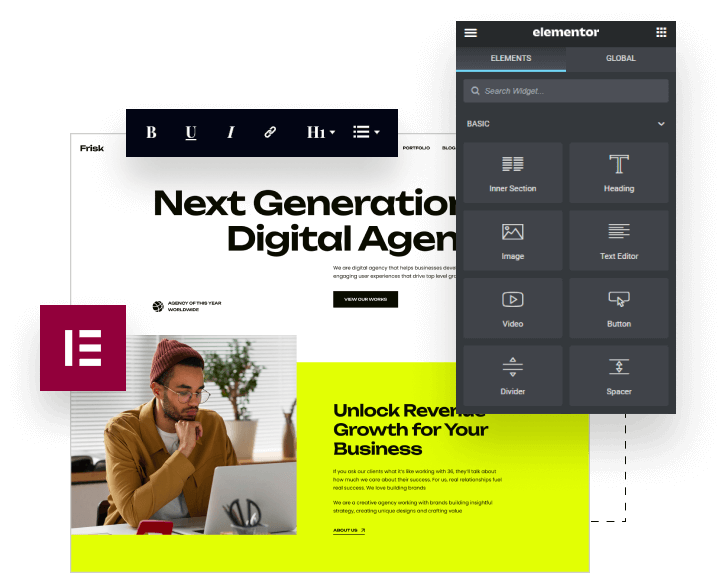 elementor
ELEMENTS GLOBAL
Search Widget...
BASIC
Inner Section Heading
Image Text Editor
Video Button
Divider Spacer
B U I H1
Frisk
PORTFOLIO
Next Generation
Digital Agen
We are digital agency that helps businesses
engaging user experiences that drive top level
VIEW OUR WORKS
AGENCY OF THIS YEAR
WORLDWIDE
Unlock Revenue
Growth for Your
Business
If you ask our clients what it's like working with 36, they'll talk about
how much we care about their success. For us, real relationships fuel
real success. We love building brands
We are a creative agency working with brands building insightful
strategy, creating unique designs and crafting value
ABOUT US